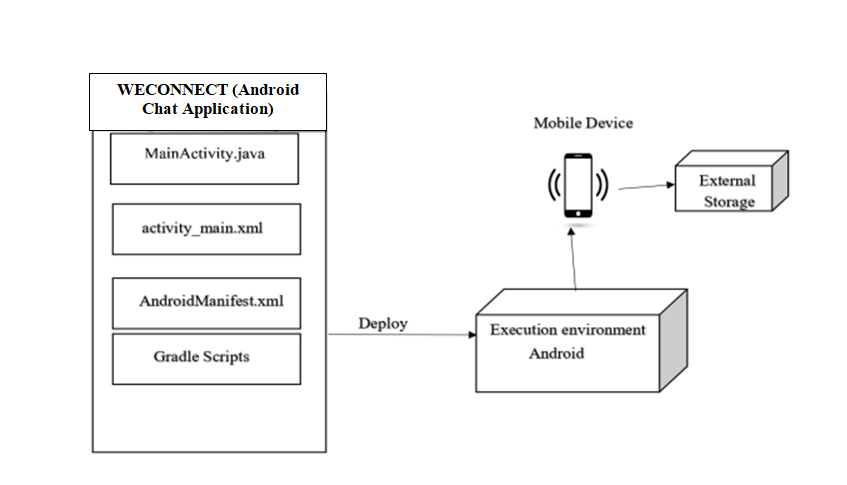 WECONNECT (Android
Chat Application)
MainActivity.java
activity_main.xml
AndroidManifest.xml
Gradle Scripts
Deploy
Mobile Device
External
Storage
Execution environment
Android